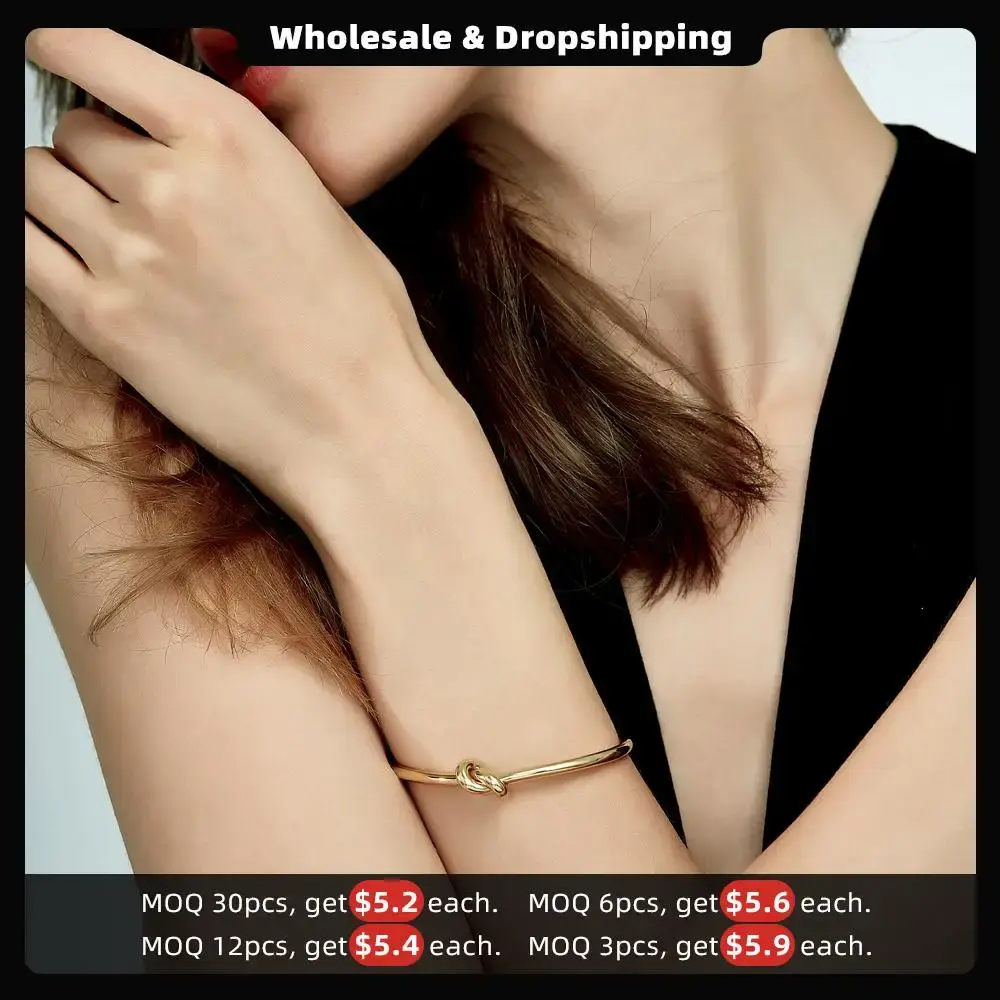 Wholesale & Dropshipping
MOQ 30pcs, get $5.2 each. MOQ 6pcs, get $5.6 each.
MOQ 12pcs, get $5.4 each. MOQ 3pcs, get $5.9 each.